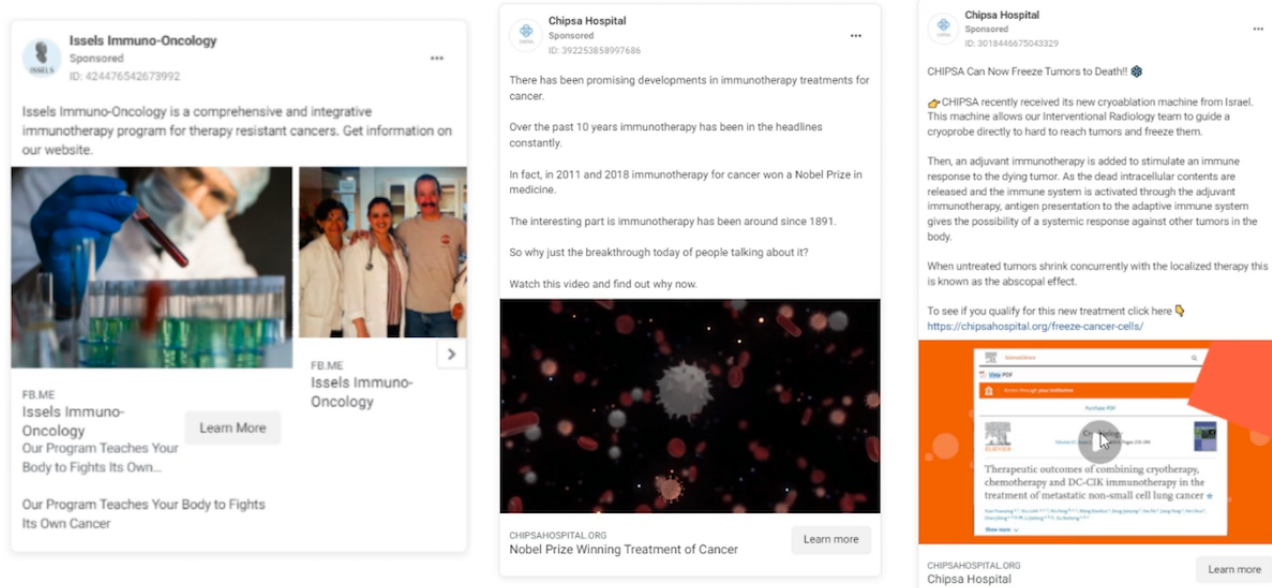 Issels Immuno-Oncology
Sponsored
ID: 424476542673992
Issels Immuno-Oncology is a comprehensive and integrative
immunotherapy program for therapy resistant cancers. Get information on
our website.
ISSELS
FB.ME
Issels Immuno-
Oncology
Our Program Teaches Your
Body to Fights Its Own...
Learn More
FB.ME
Issels Immuno-
Oncology
Our Program Teaches Your Body to Fights
Its Own Cancer
Chipsa Hospital
Sponsored
ID: 392253858997686
There has been promising developments in immunotherapy treatments for
cancer.
Over the past 10 years immunotherapy has been in the headlines
constantly.
In fact, in 2011 and 2018 immunotherapy for cancer won a Nobel Prize in
medicine.
The interesting part is immunotherapy has been around since 1891.
So why just the breakthrough today of people talking about it?
Watch this video and find out why now.
CHIPSAHOSPITAL.ORG
Nobel Prize Winning Treatment of Cancer
Learn more
Chipsa Hospital
Sponsored
ID: 3018446675043329
CHIPSA Can Now Freeze Tumors to Death!!
CHIPSA recently received its new cryoablation machine from Israel.
This machine allows our Interventional Radiology team to guide a
cryoprobe directly to hard to reach tumors and freeze them.
Then, an adjuvant immunotherapy is added to stimulate an immune
response to the dying tumor. As the dead intracellular contents are
released and the immune system is activated through the adjuvant
immunotherapy, antigen presentation to the adaptive immune system
gives the possibility of a systemic response against other tumors in the
body.
When untreated tumors shrink concurrently with the localized therapy this
is known as the abscopal effect.
To see if you qualify for this new treatment click here
https://chipsahospital.org/freeze-cancer-cells/
ScienceDirect
View PDF
Access through your institution
Purchase PDF
ELSEVIER
Therapeutic outcomes of combining cryotherapy,
chemotherapy and DC-CIK immunotherapy in the
treatment of metastatic non-small cell lung cancer
Show more
CHIPSAHOSPITAL.ORG
Chipsa Hospital
Learn more